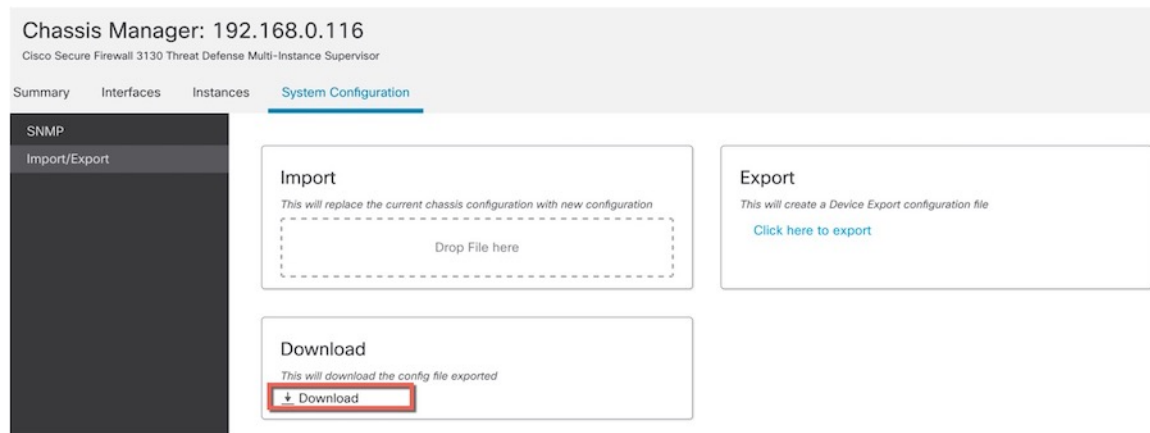 Chassis Manager: 192.168.0.116
Cisco Secure Firewall 3130 Threat Defense Multi-Instance Supervisor
Summary Interfaces Instances System Configuration
SNMP
Import/Export
Import
This will replace the current chassis configuration with new configuration
Drop File here
Export
This will create a Device Export configuration file
Click here to export
Download
This will download the config file exported
Download